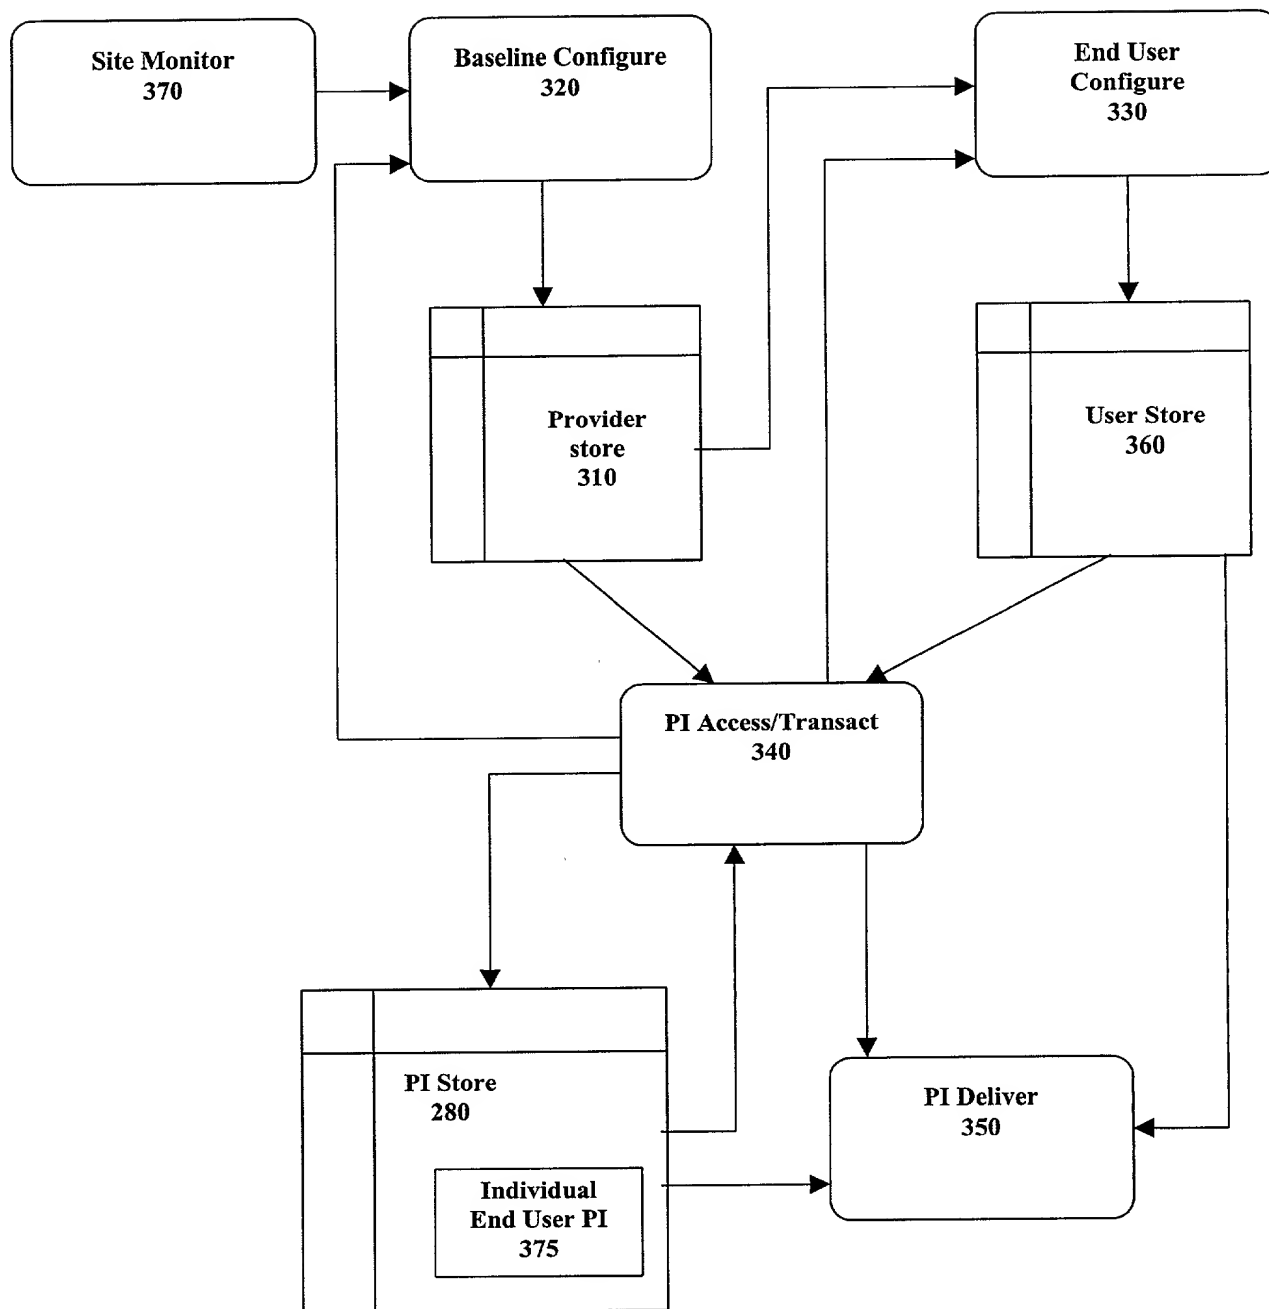 Site Monitor
370
Baseline Configure
320
End User
Configure
330
Provider
store
310
User Store
360
PI Access/Transact
340
PI Store
280
Individual
End User PI
375
PI Deliver
350